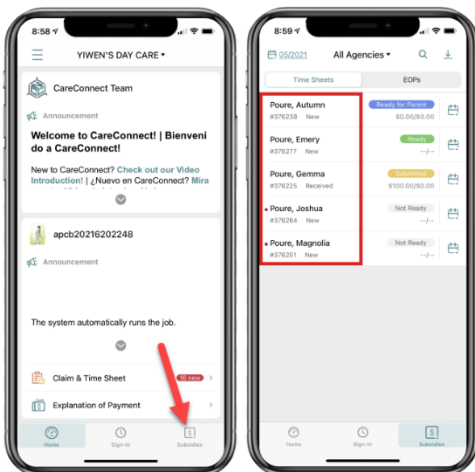 8:58
YIWEN'S DAY CARE
CareConnect Team
Announcement
Welcome to CareConnect! | Bienveni
do a CareConnect!
New to CareConnect? Check out our Video
Introduction! | ¿Nuevo en CareConnect? Mira
apcb20216202248
Announcement
The system automatically runs the job.
Claim & Time Sheet
18 new
Explanation of Payment
Home
Sign-In
Subsidies
8:59
05/2021
All Agencies
Time Sheets
EOPs
Poure, Autumn
Ready for Parent
#376238 New
$0.00/$0.00
Poure, Emery
Ready
#376277 New
--/--
Poure, Gemma
Submitted
#376225 Received
$100.00/$0.00
Poure, Joshua
Not Ready
#376264 New
--/--
Poure, Magnolia
Not Ready
#376251 New
--/--
Home
Sign-In
Subsidies